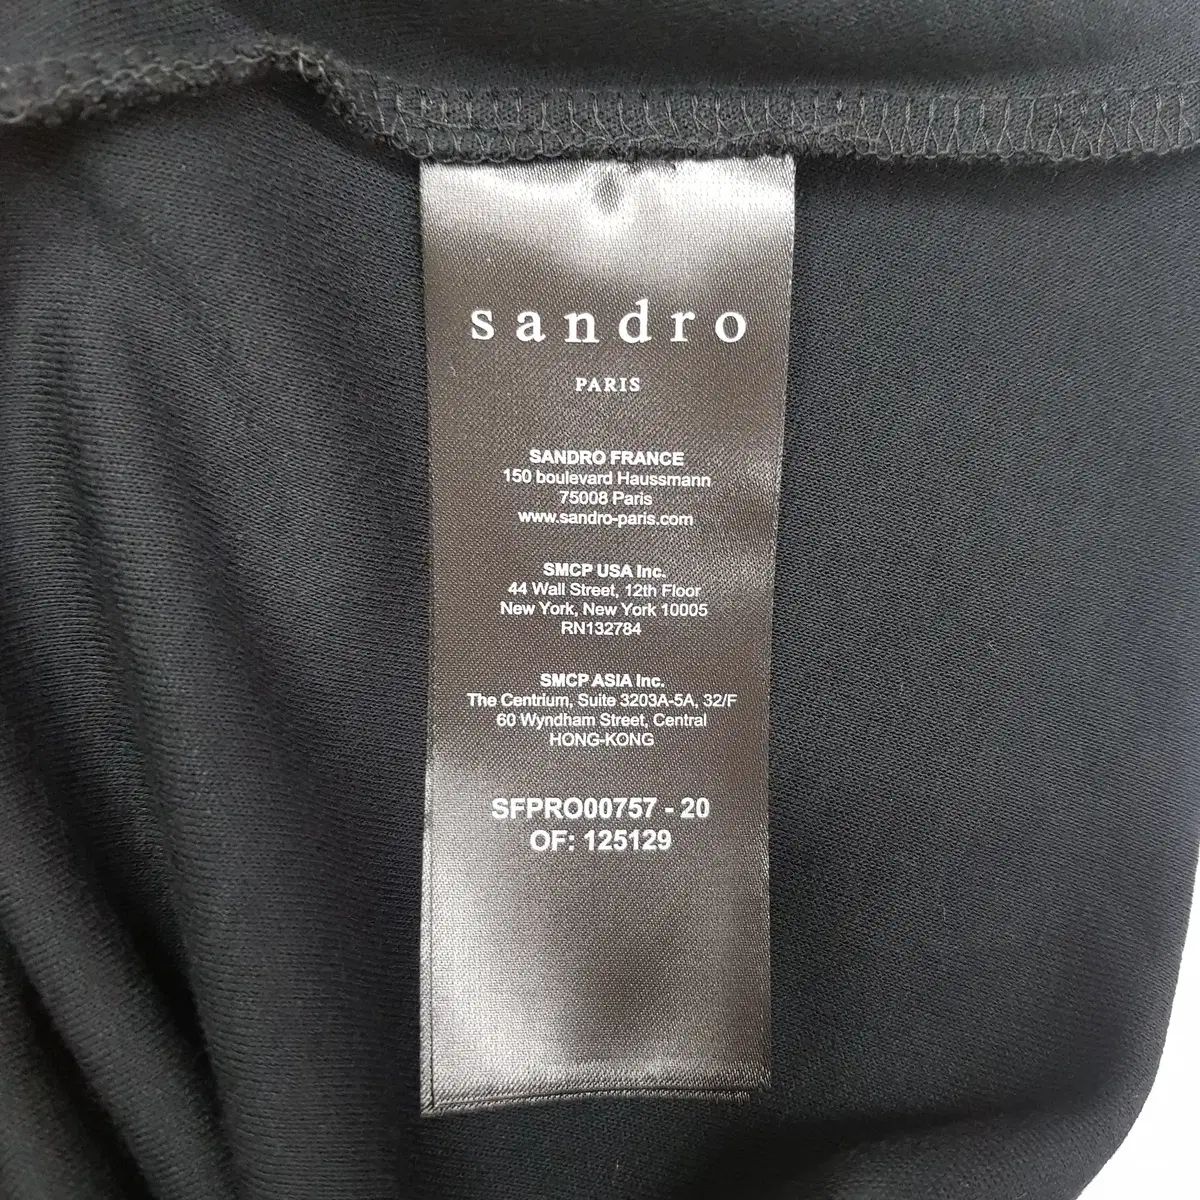 sandro
PARIS
SANDRO FRANCE
150 boulevard Haussmann
75008 Paris
www.sandro-paris.com
SMCP USA Inc.
44 Wall Street, 12th Floor
New York, New York 10005
RN132784
SMCP ASIA Inc.
The Centrium, Suite 3203A-5A, 32/F
60 Wyndham Street, Central
HONG-KONG
SFPRO00757 - 20
OF: 125129